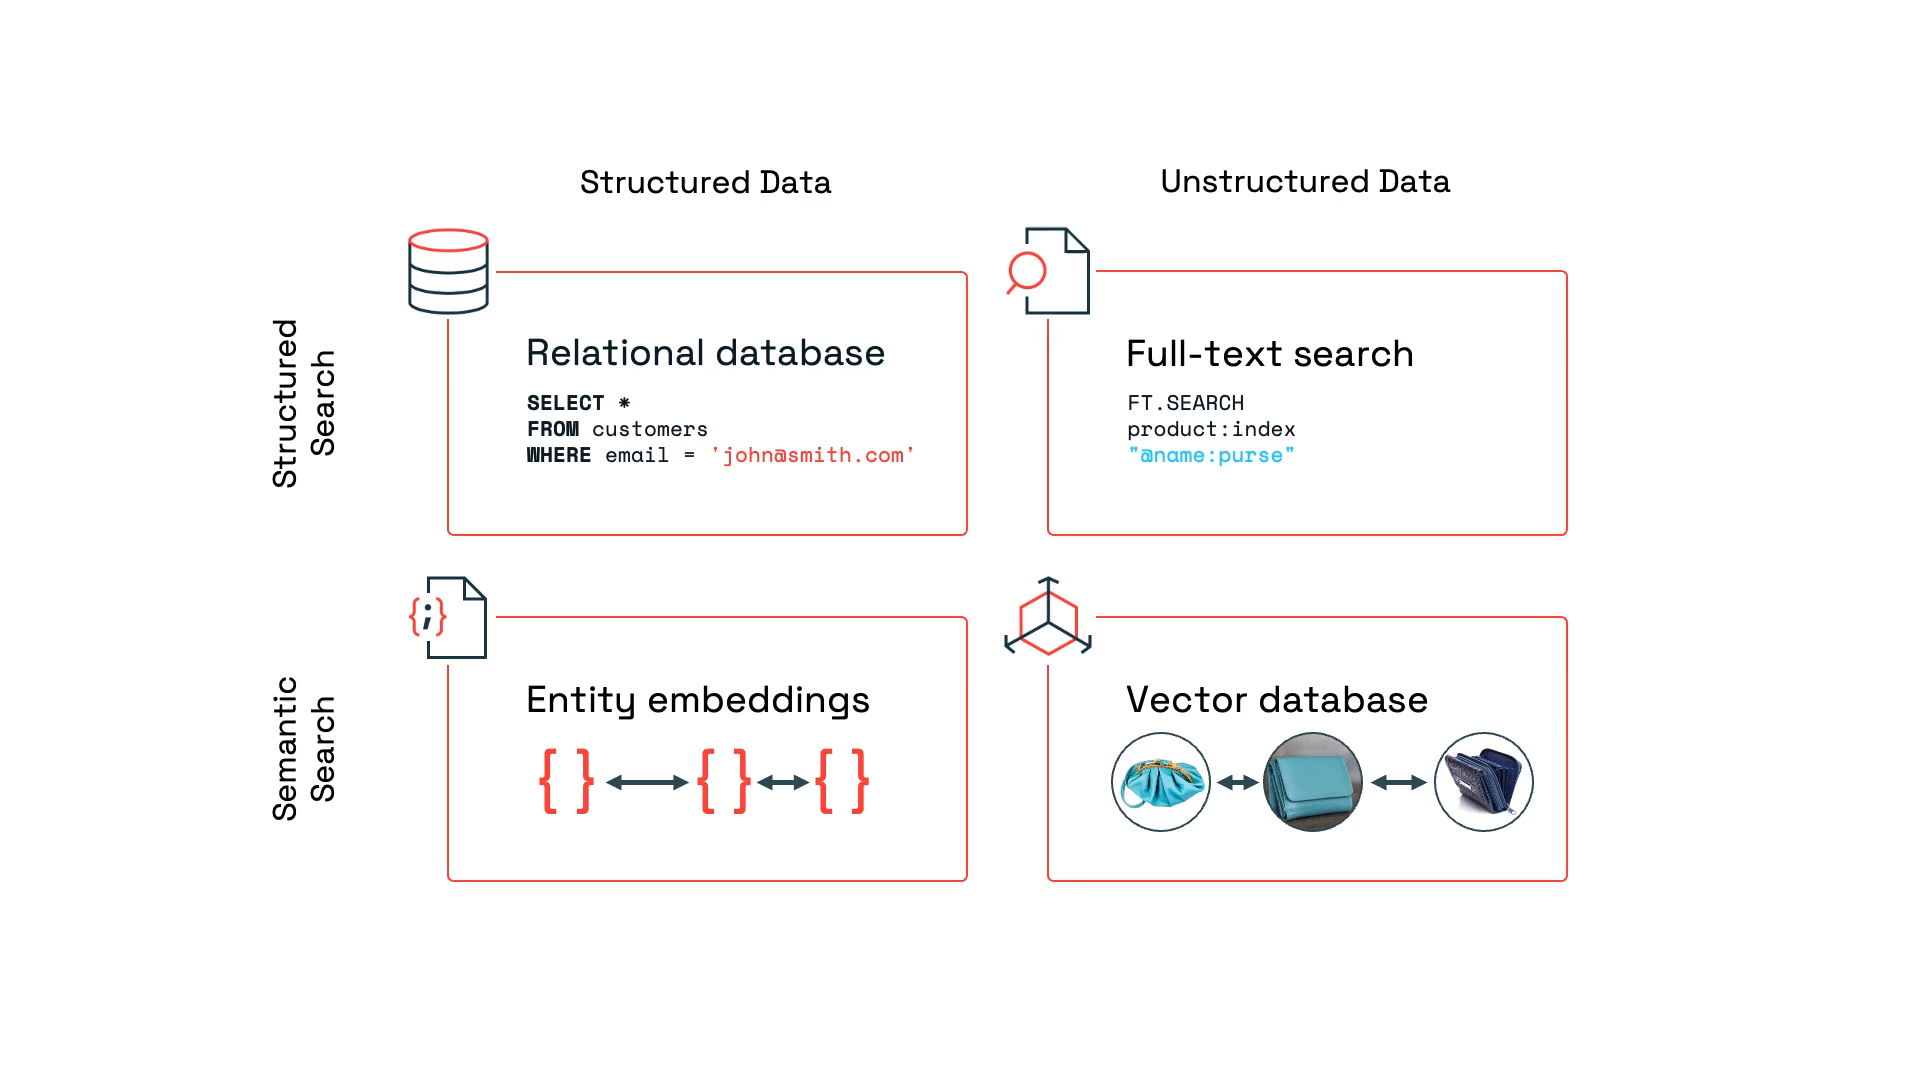 Structured Data
Unstructured Data
Structured
Search
Relational database
SELECT *
FROM customers
WHERE email = 'john@smith.com'
Full-text search
FT.SEARCH
product:index
"@name:purse"
Semantic
Search
{;}
Entity embeddings
{ } { } { }
Vector database